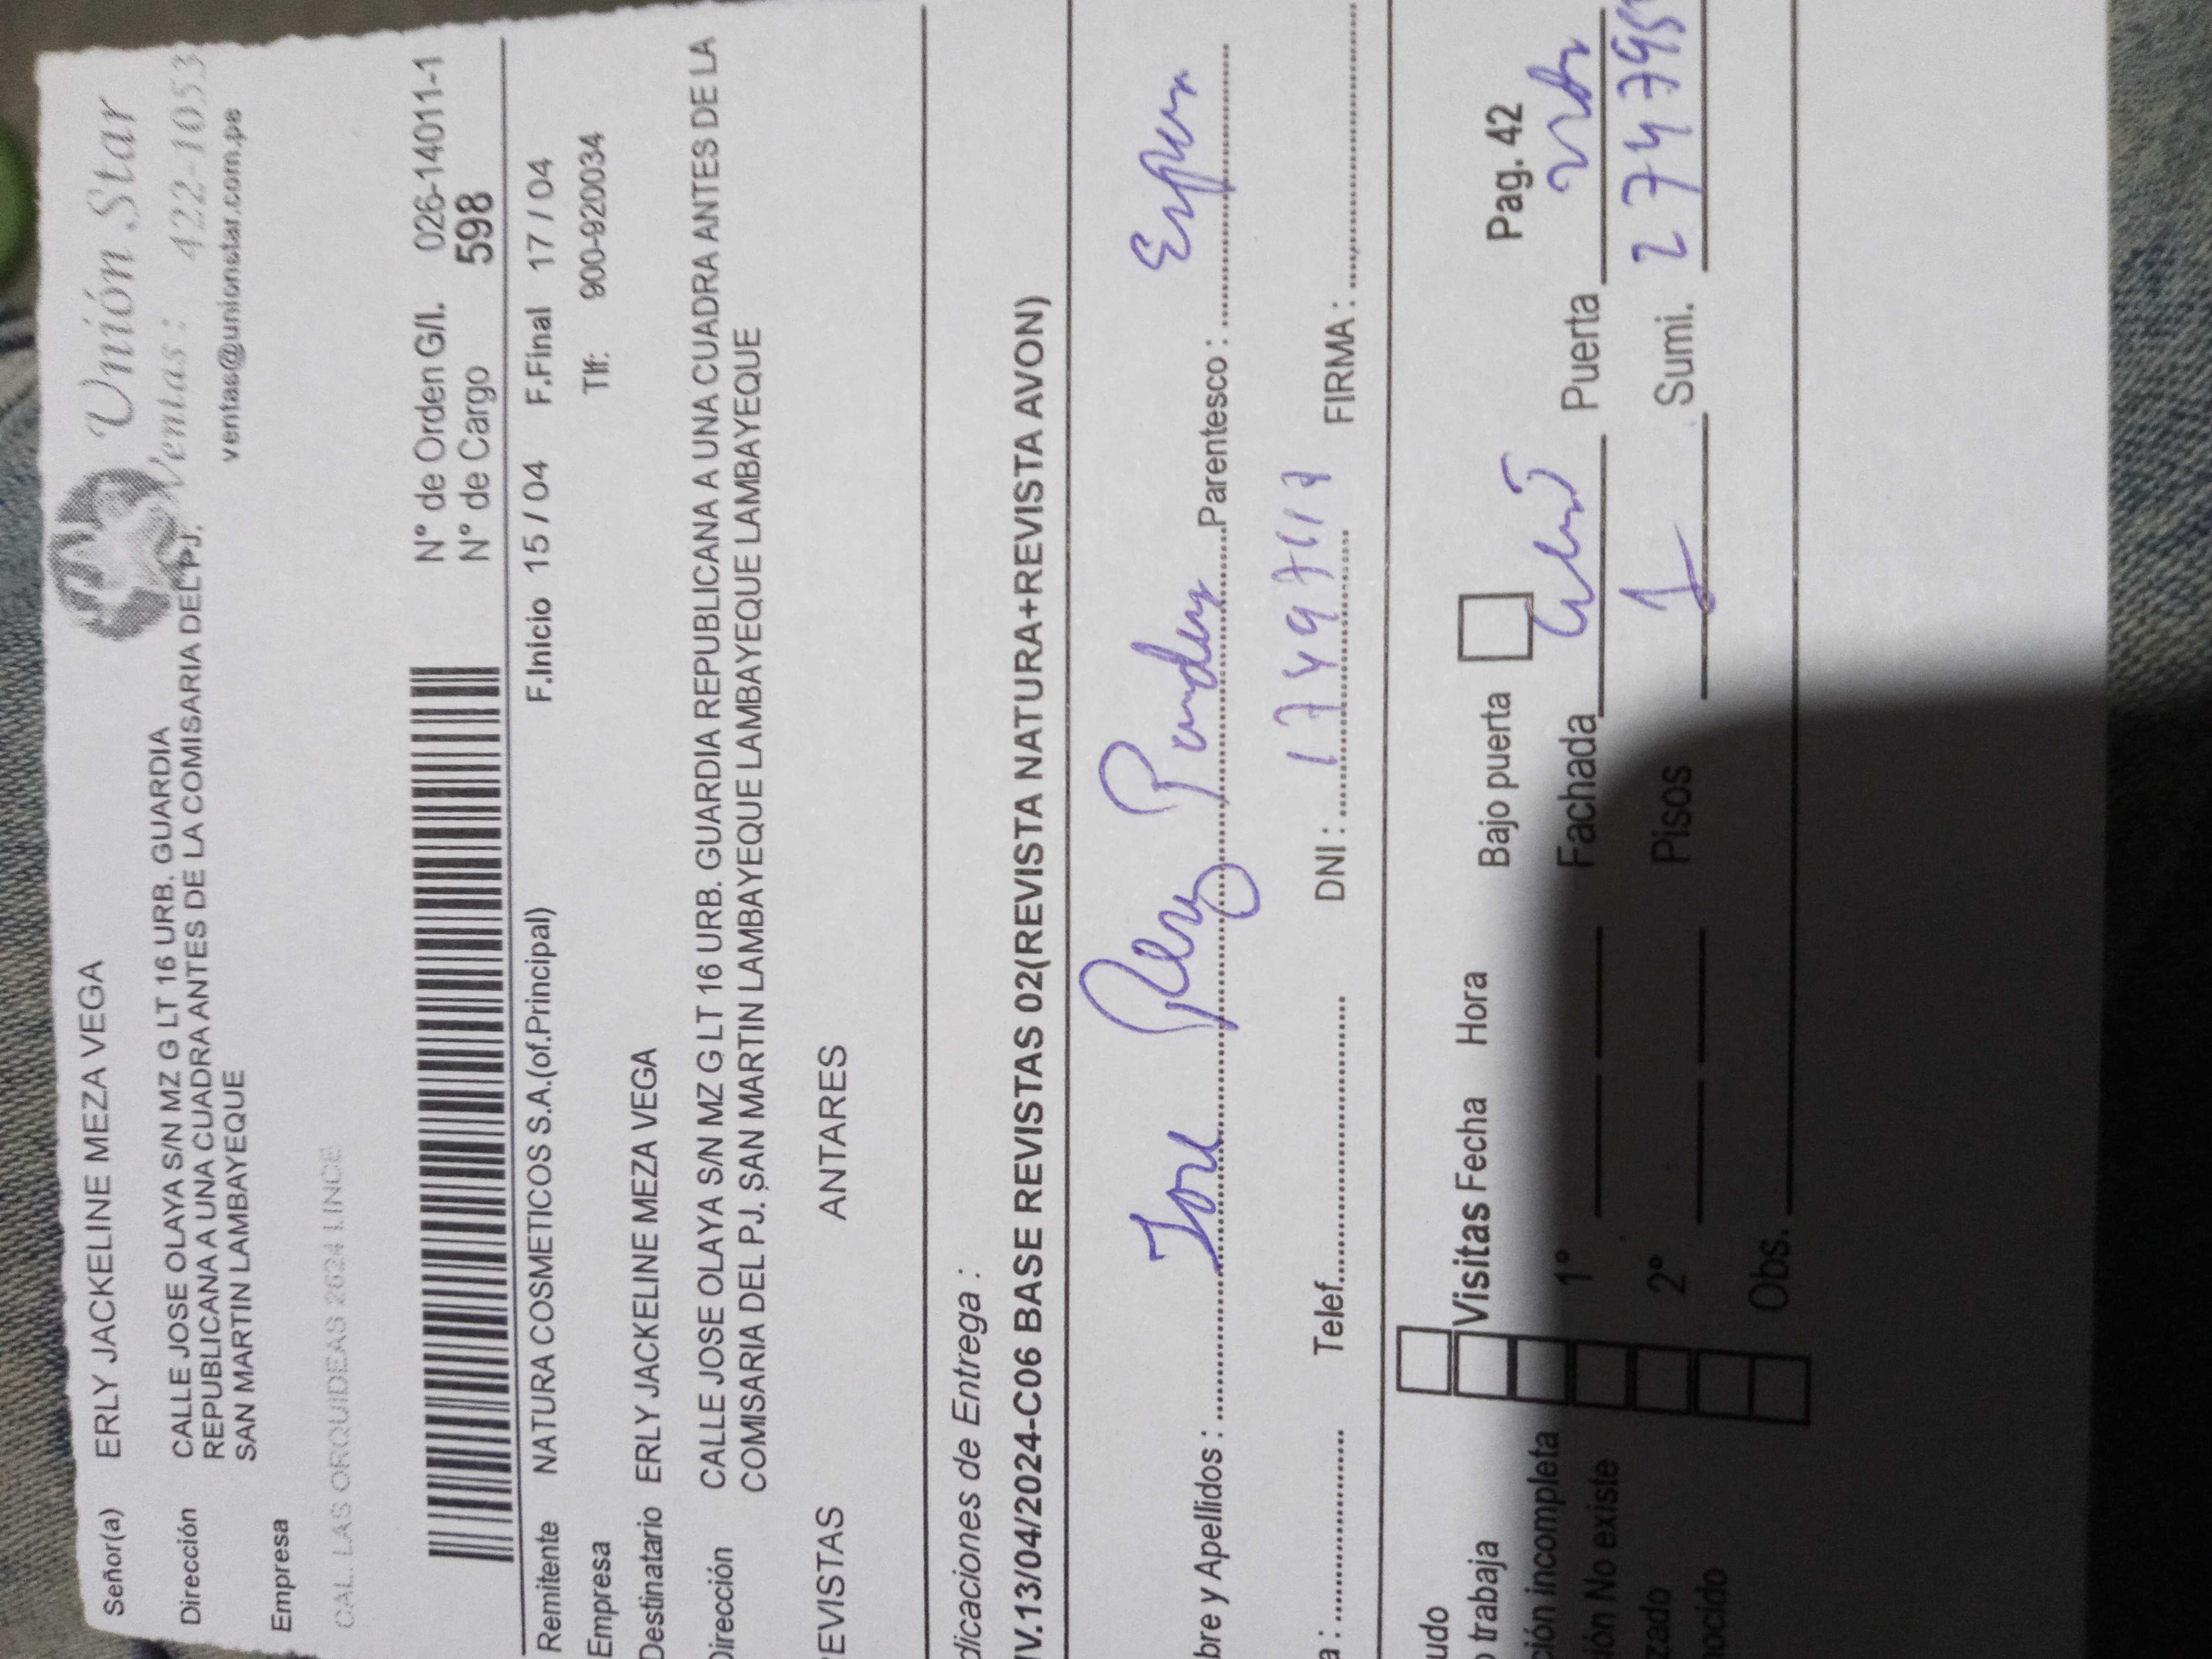 Unión Star
Ventas: 422-1053
ventas@unionstar.com.pe
Señor(a) ERLY JACKELINE MEZA VEGA
Dirección CALLE JOSE OLAYA S/N MZ G LT 16 URB. GUARDIA
REPUBLICANA A UNA CUADRA ANTES DE LA COMISARIA DEL PJ.
SAN MARTIN LAMBAYEQUE
Empresa
CAL. LAS ORQUIDEAS 2624 LINCE
N° de Orden G/I. 026-14011-1
N° de Cargo 598
F.Inicio 15 / 04 F.Final 17 / 04
Remitente NATURA COSMETICOS S.A.(of.Principal)
Empresa Tlf: 900-920034
Destinatario ERLY JACKELINE MEZA VEGA
Dirección CALLE JOSE OLAYA S/N MZ G LT 16 URB. GUARDIA REPUBLICANA A UNA CUADRA ANTES DE LA
COMISARIA DEL PJ. SAN MARTIN LAMBAYEQUE LAMBAYEQUE LAMBAYEQUE
EVISTAS ANTARES
dicaciones de Entrega :
V.13/04/2024-C06 BASE REVISTAS 02(REVISTA NATURA+REVISTA AVON)
bre y Apellidos : Jose Perez Parentesco :
a : Telef. DNI : FIRMA :
udo
o trabaja Visitas Fecha Hora Bajo puerta Pag. 42
ción incompleta 1° Fachada Puerta
ión No existe
zado 2° Pisos 1 Sumi.
nocido Obs.